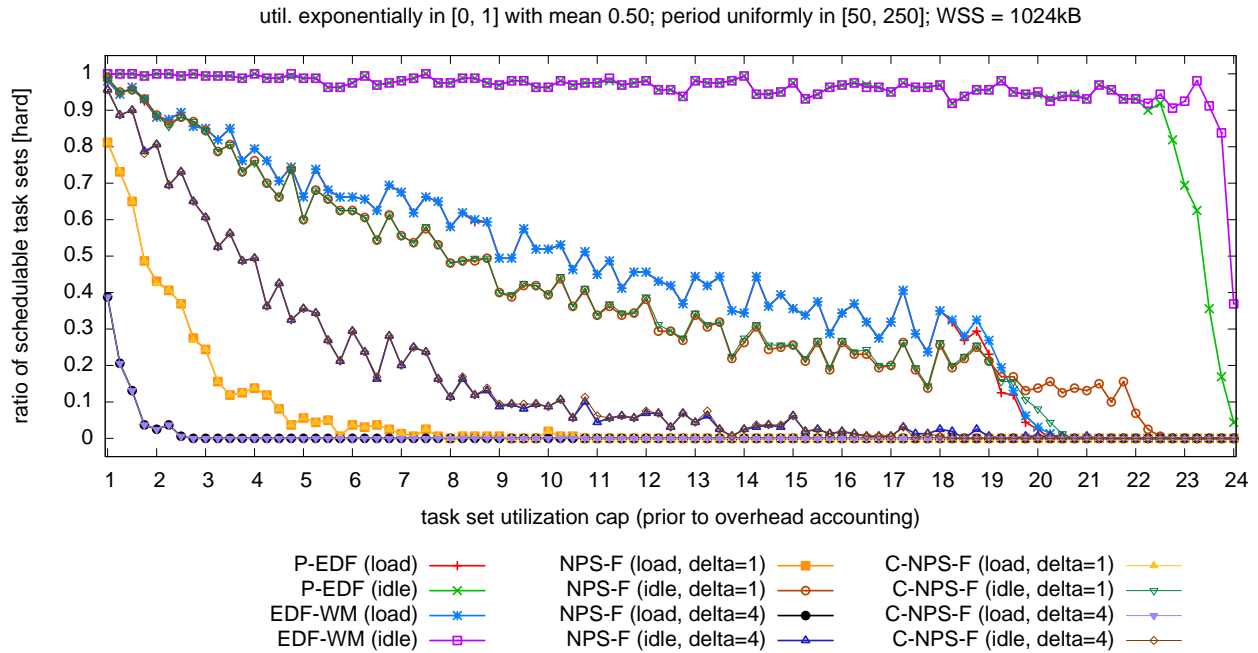 util. exponentially in [0, 1] with mean 0.50; period uniformly in [50, 250]; WSS = 1024kB
ratio of schedulable task sets [hard]
1
0.9
0.8
0.7
0.6
0.5
0.4
0.3
0.2
0.1
0
1 2 3 4 5 6 7 8 9 10 11 12 13 14 15 16 17 18 19 20 21 22 23 24
task set utilization cap (prior to overhead accounting)
P-EDF (load)
P-EDF (idle)
EDF-WM (load)
EDF-WM (idle)
NPS-F (load, delta=1)
NPS-F (idle, delta=1)
NPS-F (load, delta=4)
NPS-F (idle, delta=4)
C-NPS-F (load, delta=1)
C-NPS-F (idle, delta=1)
C-NPS-F (load, delta=4)
C-NPS-F (idle, delta=4)